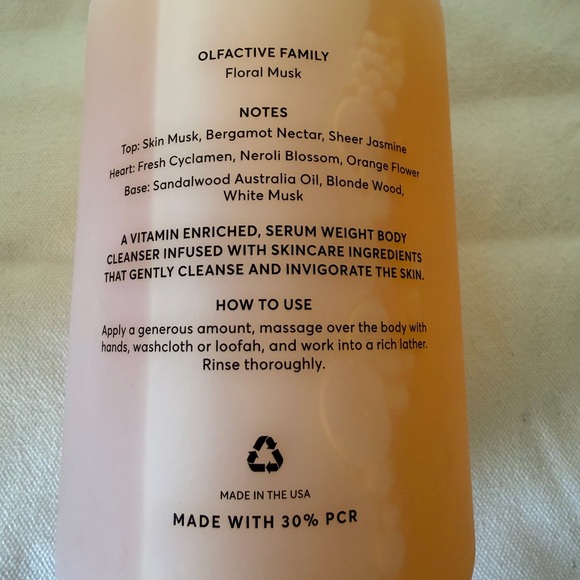 OLFACTIVE FAMILY
Floral Musk
NOTES
Top: Skin Musk, Bergamot Nectar, Sheer Jasmine
Heart: Fresh Cyclamen, Neroli Blossom, Orange Flower
Base: Sandalwood Australia Oil, Blonde Wood,
White Musk
A VITAMIN ENRICHED, SERUM WEIGHT BODY
CLEANSER INFUSED WITH SKINCARE INGREDIENTS
THAT GENTLY CLEANSE AND INVIGORATE THE SKIN.
HOW TO USE
Apply a generous amount, massage over the body with
hands, washcloth or loofah, and work into a rich lather.
Rinse thoroughly.
MADE IN THE USA
MADE WITH 30% PCR